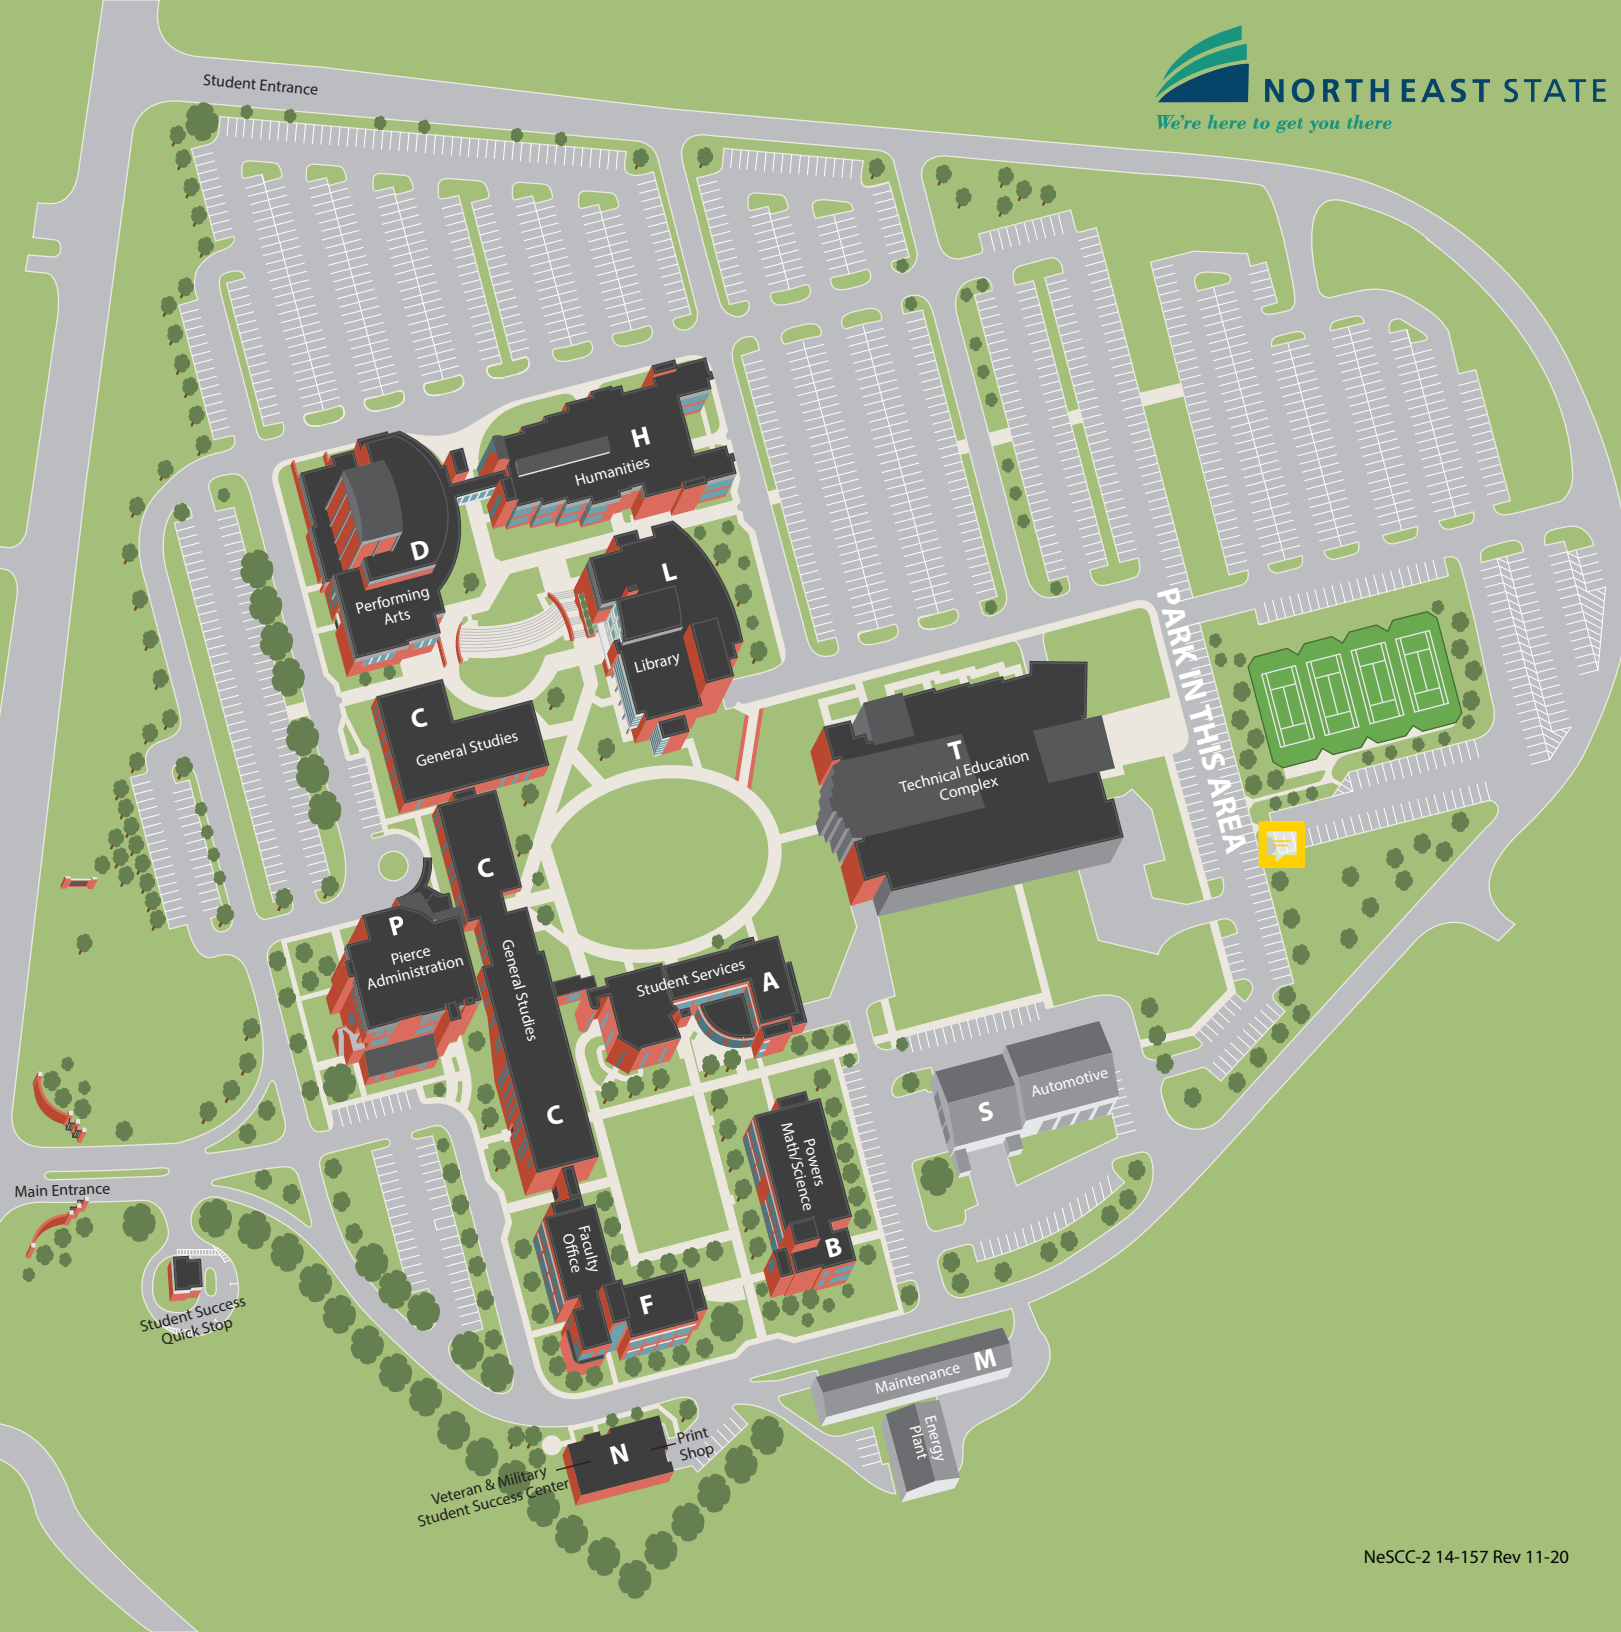 Student Entrance
NORTHEAST STATE
We're here to get you there
H
Humanities
D
Performing
Arts
L
Library
C
General Studies
T
Technical Education
Complex
PARK IN THIS AREA
C
P
Pierce
Administration
General Studies
Student Services
A
C
S
Automotive
Powers
Math/Science
B
Main Entrance
Student Success
Quick Stop
Faculty
Office
F
Maintenance M
Energy
Plant
N
Print
Shop
Veteran & Military
Student Success Center
NeSCC-2 14-157 Rev 11-20